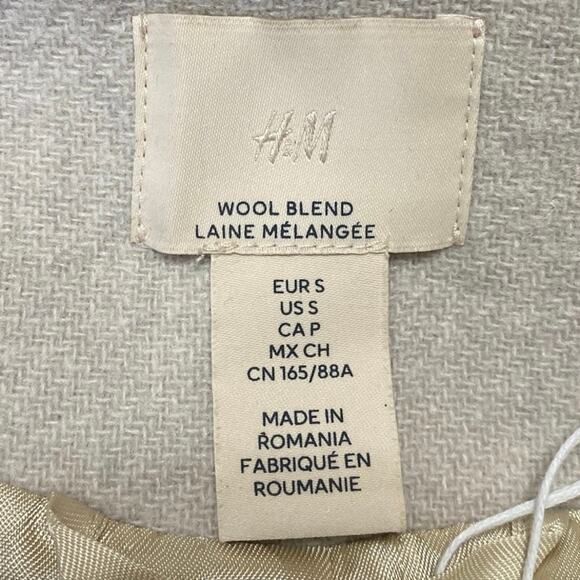 H&M
WOOL BLEND
LAINE MÉLANGÉE
EUR S
US S
CA P
MX CH
CN 165/88A
MADE IN
ROMANIA
FABRIQUÉ EN
ROUMANIE